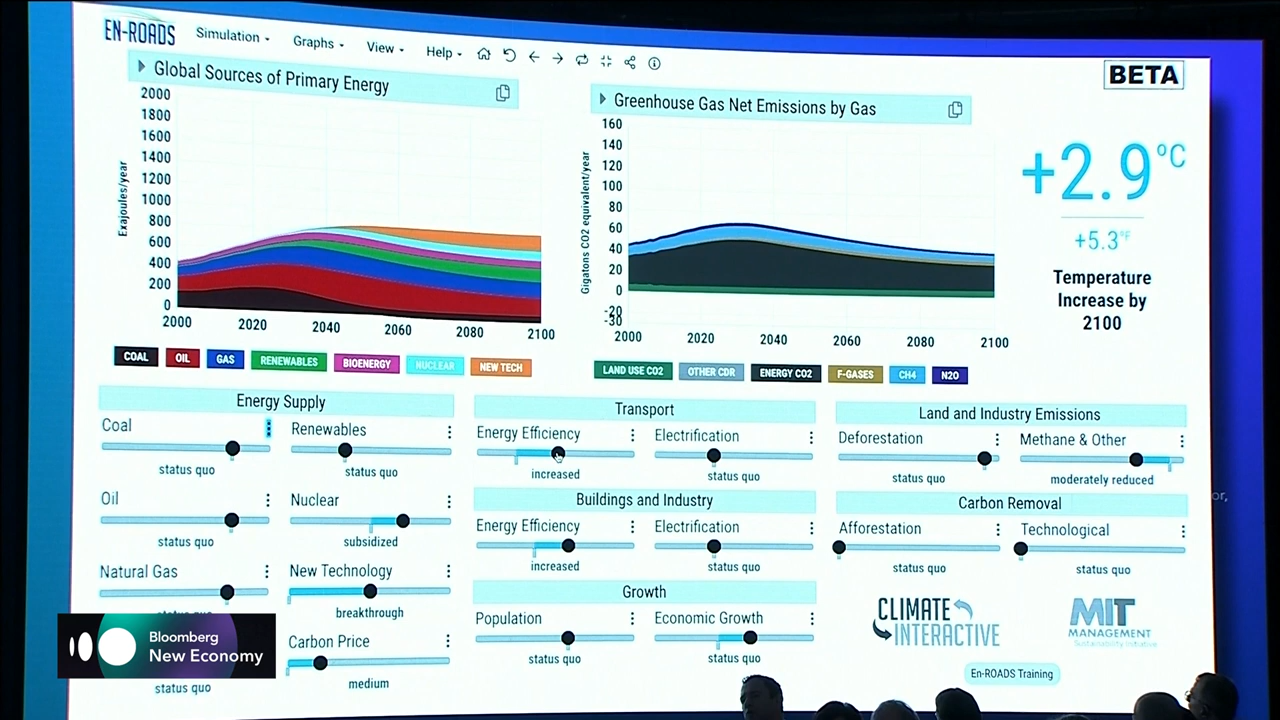 EN-ROADS
Simulation
Graphs
View
Help
BETA
Global Sources of Primary Energy
2000
1800
1600
1400
1200
1000
800
600
400
200
0
Exajoules/year
2000 2020 2040 2060 2080 2100
COAL OIL GAS RENEWABLES BIOENERGY NUCLEAR NEW TECH
Greenhouse Gas Net Emissions by Gas
160
140
120
100
80
60
40
20
0
-20
-30
Gigatons CO2 equivalent/year
2000 2020 2040 2060 2080 2100
LAND USE CO2 OTHER CDR ENERGY CO2 F-GASES CH4 N2O
+2.9°C
+5.3°F
Temperature
Increase by
2100
Energy Supply
Coal
status quo
Renewables
status quo
Oil
status quo
Nuclear
subsidized
Natural Gas
status quo
New Technology
breakthrough
Carbon Price
medium
status quo
Transport
Energy Efficiency
increased
Electrification
status quo
Buildings and Industry
Energy Efficiency
increased
Electrification
status quo
Growth
Population
status quo
Economic Growth
status quo
Land and Industry Emissions
Deforestation
status quo
Methane & Other
moderately reduced
Carbon Removal
Afforestation
status quo
Technological
status quo
CLIMATE
INTERACTIVE
MIT
MANAGEMENT
Sustainability Initiative
En-ROADS Training
or,
Bloomberg
New Economy